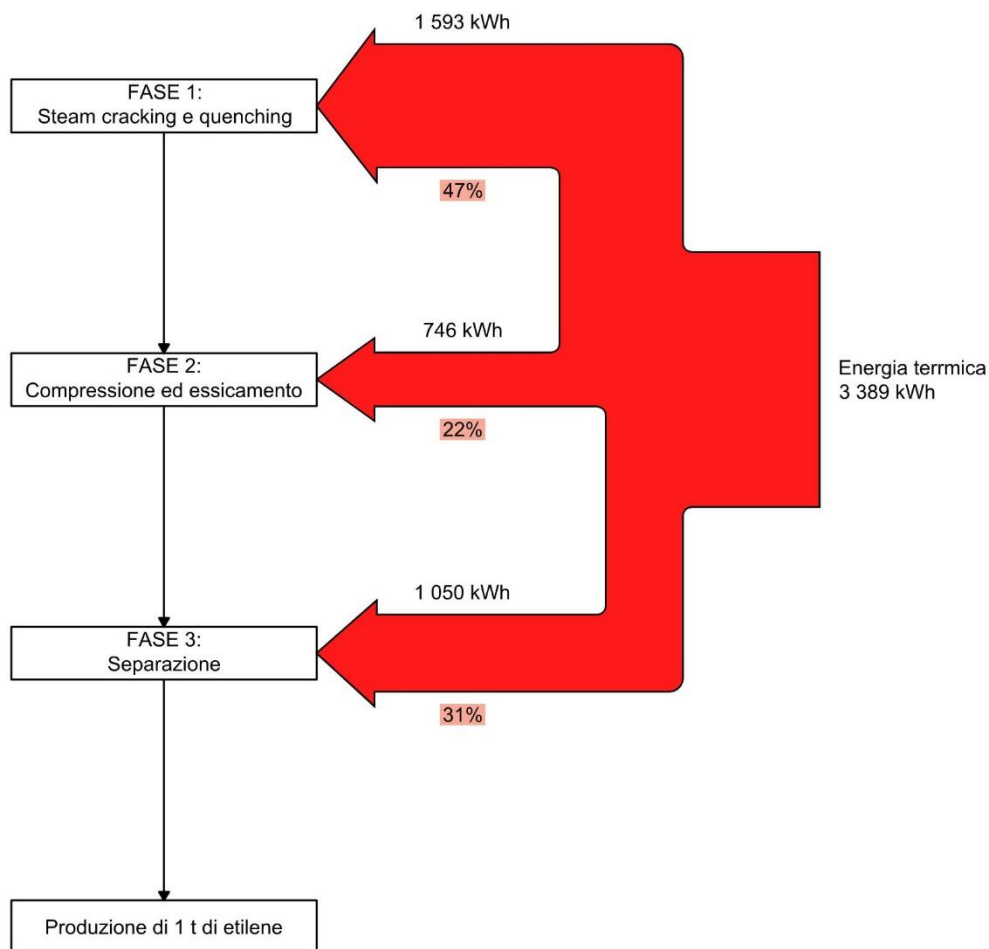 1 593 kWh
FASE 1:
Steam cracking e quenching
47%
746 kWh
FASE 2:
Compressione ed essicamento
22%
Energia terrmica
3 389 kWh
1 050 kWh
FASE 3:
Separazione
31%
Produzione di 1 t di etilene